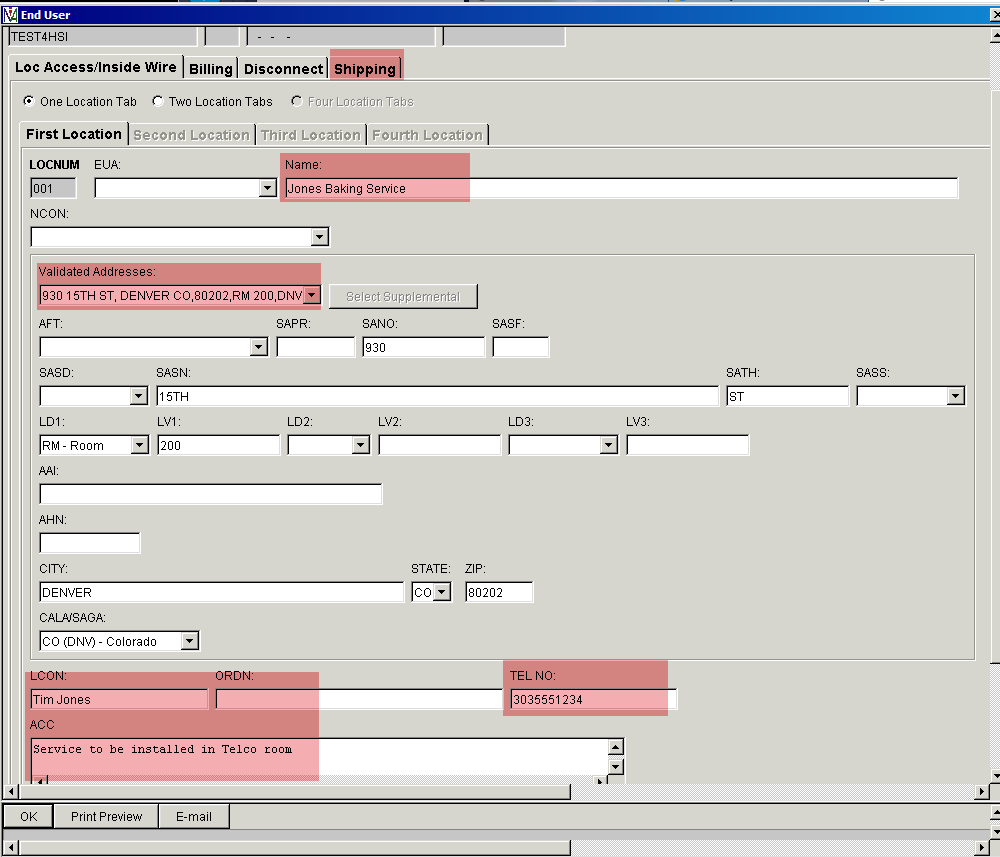 End User
TEST4HSI - - -
Loc Access/Inside Wire Billing Disconnect Shipping
One Location Tab Two Location Tabs Four Location Tabs
First Location Second Location Third Location Fourth Location
LOCNUM EUA: Name:
001 Jones Baking Service
NCON:
Validated Addresses:
930 15TH ST, DENVER CO,80202,RM 200,DNV Select Supplemental
AFT: SAPR: SANO: SASF:
930
SASD: SASN: SATH: SASS:
15TH ST
LD1: LV1: LD2: LV2: LD3: LV3:
RM - Room 200
AAI:
AHN:
CITY: STATE: ZIP:
DENVER CO 80202
CALA/SAGA:
CO (DNV) - Colorado
LCON: ORDN: TEL NO:
Tim Jones 3035551234
ACC
Service to be installed in Telco room
OK Print Preview E-mail